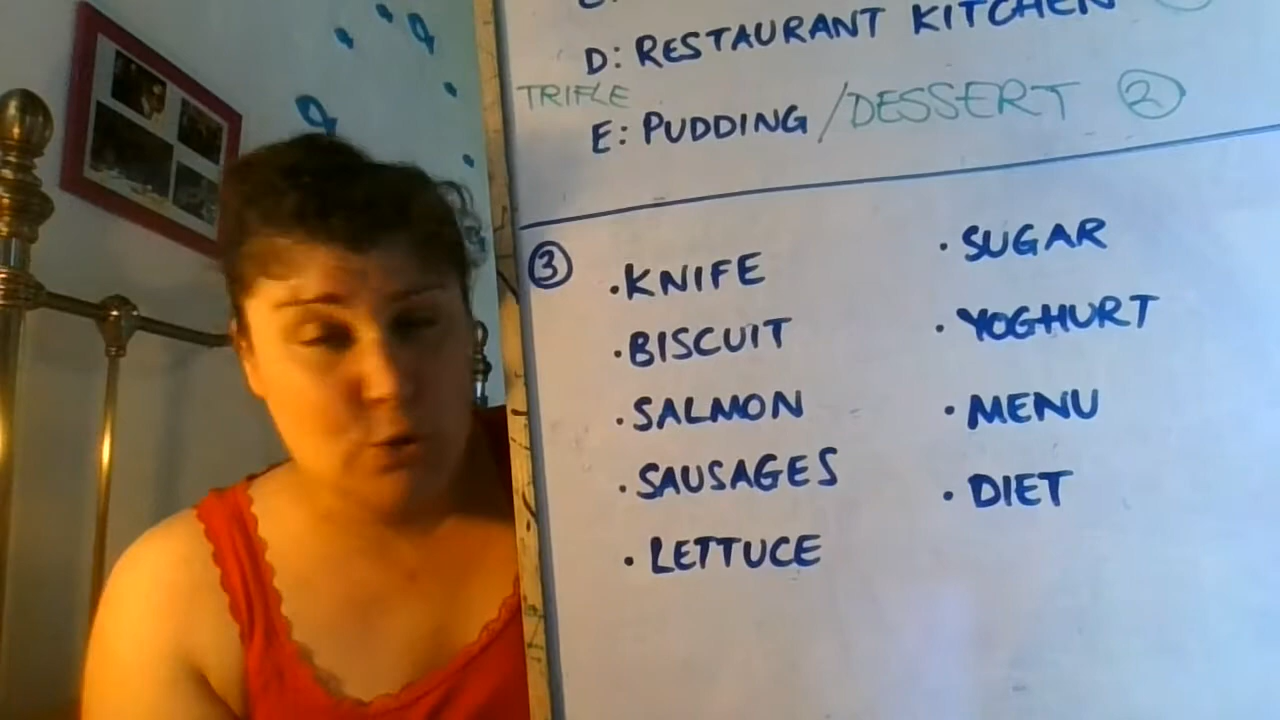 D: RESTAURANT KITCHEN
TRIFLE
E: PUDDING /DESSERT 2
3
• KNIFE
• BISCUIT
• SALMON
• SAUSAGES
• LETTUCE
• SUGAR
• YOGHURT
• MENU
• DIET